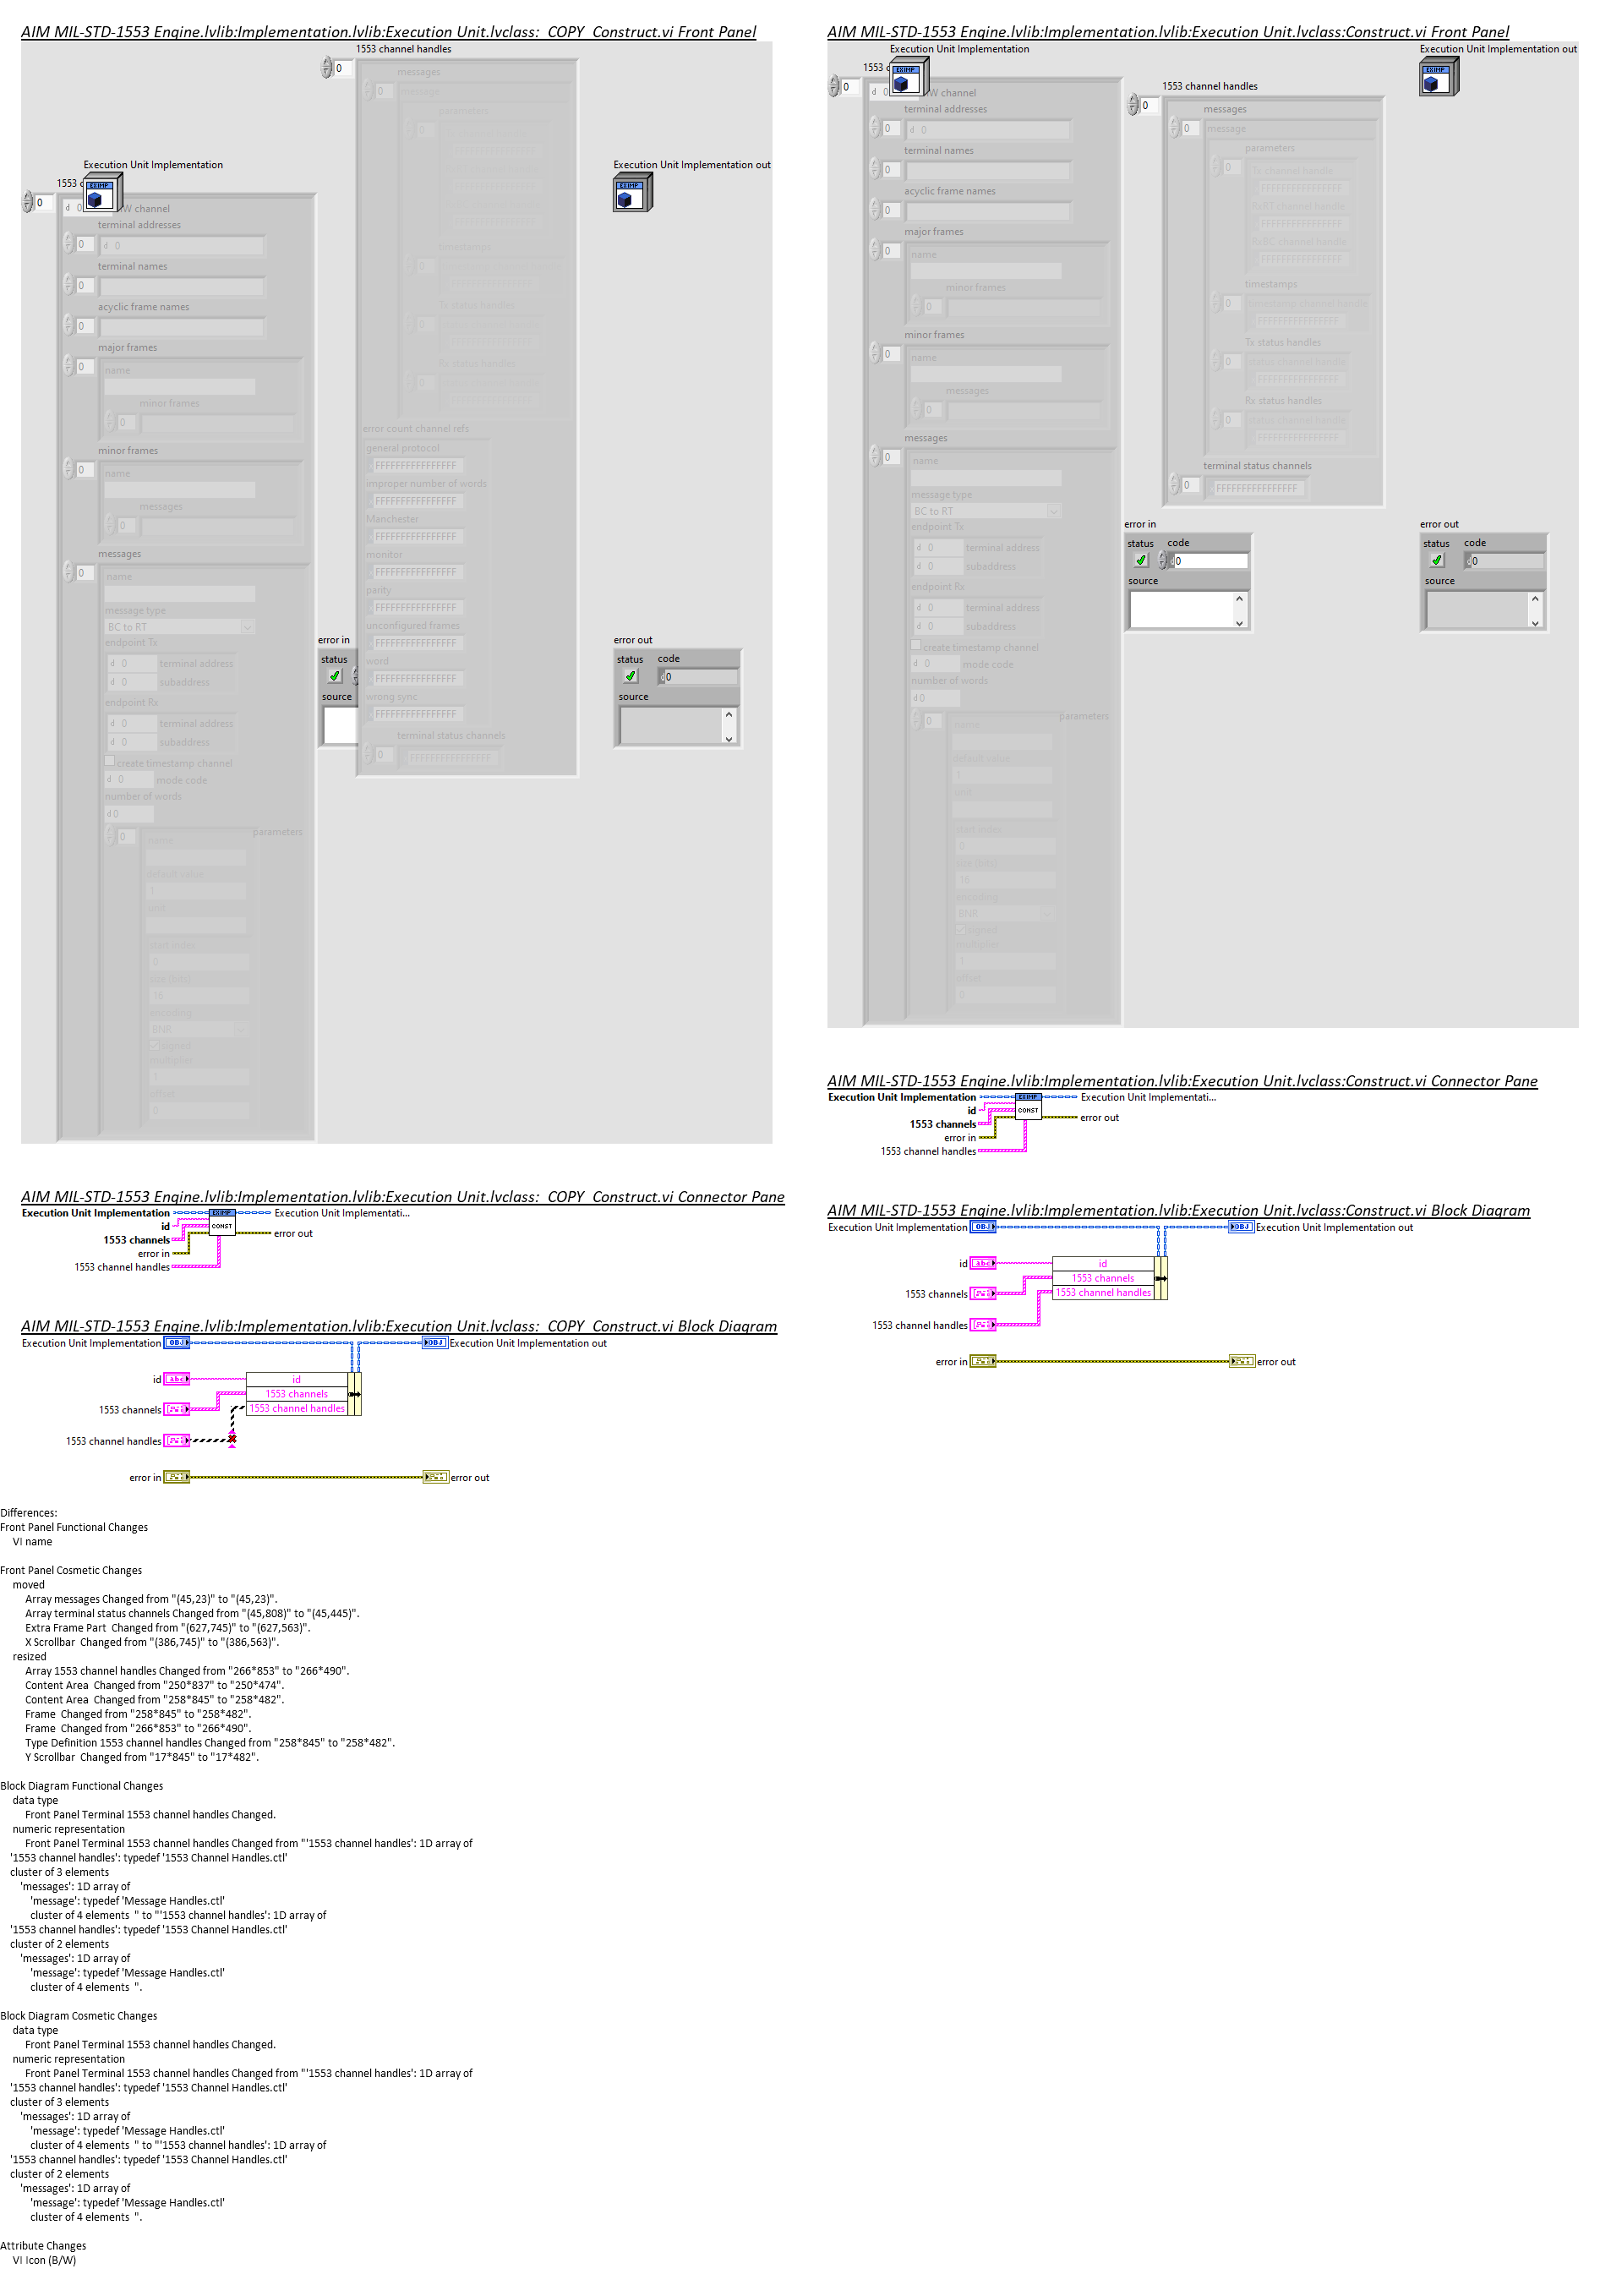 AIM MIL-STD-1553 Engine.lvlib:Implementation.lvlib:Execution Unit.lvclass:_COPY_Construct.vi Front Panel
1553 channel handles
0
messages
0
message
parameters
0
Execution Unit Implementation
EXIMP
Execution Unit Implementation out
EXIMP
1553 c
0
d 0
W channel
terminal addresses
0
d 0
terminal names
0
acyclic frame names
0
major frames
0
name
minor frames
0
minor frames
0
name
messages
0
messages
0
name
message type
BC to RT
endpoint Tx
d 0 terminal address
d 0 subaddress
endpoint Rx
d 0 terminal address
d 0 subaddress
create timestamp channel
d 0 mode code
number of words
d 0
0
parameters
name
default value
1
unit
start index
0
size (bits)
16
encoding
BNR
signed
multiplier
1
offset
0
timestamps
0
Tx status handles
0
Rx status handles
0
error count channel refs
general protocol
FFFFFFFFFFFFFFFF
improper number of words
FFFFFFFFFFFFFFFF
Manchester
FFFFFFFFFFFFFFFF
monitor
FFFFFFFFFFFFFFFF
parity
FFFFFFFFFFFFFFFF
unconfigured frames
FFFFFFFFFFFFFFFF
word
FFFFFFFFFFFFFFFF
wrong sync
FFFFFFFFFFFFFFFF
terminal status channels
0
FFFFFFFFFFFFFFFF
error in
status
source
error out
status code
d 0
source
AIM MIL-STD-1553 Engine.lvlib:Implementation.lvlib:Execution Unit.lvclass:_COPY_Construct.vi Connector Pane
Execution Unit Implementation
id
1553 channels
error in
1553 channel handles
EXIMP
CONST
Execution Unit Implementati...
error out
AIM MIL-STD-1553 Engine.lvlib:Implementation.lvlib:Execution Unit.lvclass:_COPY_Construct.vi Block Diagram
Execution Unit Implementation
OBJ
OBJ
Execution Unit Implementation out
id
abc
id
1553 channels
1553 channels
1553 channel handles
1553 channel handles
error in
error out
Differences:
Front Panel Functional Changes
VI name
Front Panel Cosmetic Changes
moved
Array messages Changed from "(45,23)" to "(45,23)".
Array terminal status channels Changed from "(45,808)" to "(45,445)".
Extra Frame Part  Changed from "(627,745)" to "(627,563)".
X Scrollbar  Changed from "(386,745)" to "(386,563)".
resized
Array 1553 channel handles Changed from "266*853" to "266*490".
Content Area  Changed from "250*837" to "250*474".
Content Area  Changed from "258*845" to "258*482".
Frame  Changed from "258*845" to "258*482".
Frame  Changed from "266*853" to "266*490".
Type Definition 1553 channel handles Changed from "258*845" to "258*482".
Y Scrollbar  Changed from "17*845" to "17*482".
Block Diagram Functional Changes
data type
Front Panel Terminal 1553 channel handles Changed.
numeric representation
Front Panel Terminal 1553 channel handles Changed from "'1553 channel handles': 1D array of
'1553 channel handles': typedef '1553 Channel Handles.ctl'
cluster of 3 elements
'messages': 1D array of
'message': typedef 'Message Handles.ctl'
cluster of 4 elements  " to "'1553 channel handles': 1D array of
'1553 channel handles': typedef '1553 Channel Handles.ctl'
cluster of 2 elements
'messages': 1D array of
'message': typedef 'Message Handles.ctl'
cluster of 4 elements  ".
Block Diagram Cosmetic Changes
data type
Front Panel Terminal 1553 channel handles Changed.
numeric representation
Front Panel Terminal 1553 channel handles Changed from "'1553 channel handles': 1D array of
'1553 channel handles': typedef '1553 Channel Handles.ctl'
cluster of 3 elements
'messages': 1D array of
'message': typedef 'Message Handles.ctl'
cluster of 4 elements  " to "'1553 channel handles': 1D array of
'1553 channel handles': typedef '1553 Channel Handles.ctl'
cluster of 2 elements
'messages': 1D array of
'message': typedef 'Message Handles.ctl'
cluster of 4 elements  ".
Attribute Changes
VI Icon (B/W)
AIM MIL-STD-1553 Engine.lvlib:Implementation.lvlib:Execution Unit.lvclass:Construct.vi Front Panel
Execution Unit Implementation
EXIMP
Execution Unit Implementation out
EXIMP
1553 c
0
d 0
W channel
terminal addresses
0
d 0
terminal names
0
acyclic frame names
0
major frames
0
name
minor frames
0
minor frames
0
name
messages
0
messages
0
name
message type
BC to RT
endpoint Tx
d 0 terminal address
d 0 subaddress
endpoint Rx
d 0 terminal address
d 0 subaddress
create timestamp channel
d 0 mode code
number of words
d 0
0
parameters
name
default value
1
unit
start index
0
size (bits)
16
encoding
BNR
signed
multiplier
1
offset
0
1553 channel handles
0
messages
0
message
parameters
0
Tx channel handle
FFFFFFFFFFFFFFFF
RxRT channel handle
FFFFFFFFFFFFFFFF
RxBC channel handle
FFFFFFFFFFFFFFFF
timestamps
0
timestamp channel handle
FFFFFFFFFFFFFFFF
Tx status handles
0
status channel handle
FFFFFFFFFFFFFFFF
Rx status handles
0
status channel handle
FFFFFFFFFFFFFFFF
terminal status channels
0
FFFFFFFFFFFFFFFF
error in
status code
d 0
source
error out
status code
d 0
source
AIM MIL-STD-1553 Engine.lvlib:Implementation.lvlib:Execution Unit.lvclass:Construct.vi Connector Pane
Execution Unit Implementation
id
1553 channels
error in
1553 channel handles
EXIMP
CONST
Execution Unit Implementati...
error out
AIM MIL-STD-1553 Engine.lvlib:Implementation.lvlib:Execution Unit.lvclass:Construct.vi Block Diagram
Execution Unit Implementation
OBJ
OBJ
Execution Unit Implementation out
id
abc
id
1553 channels
1553 channels
1553 channel handles
1553 channel handles
error in
error out